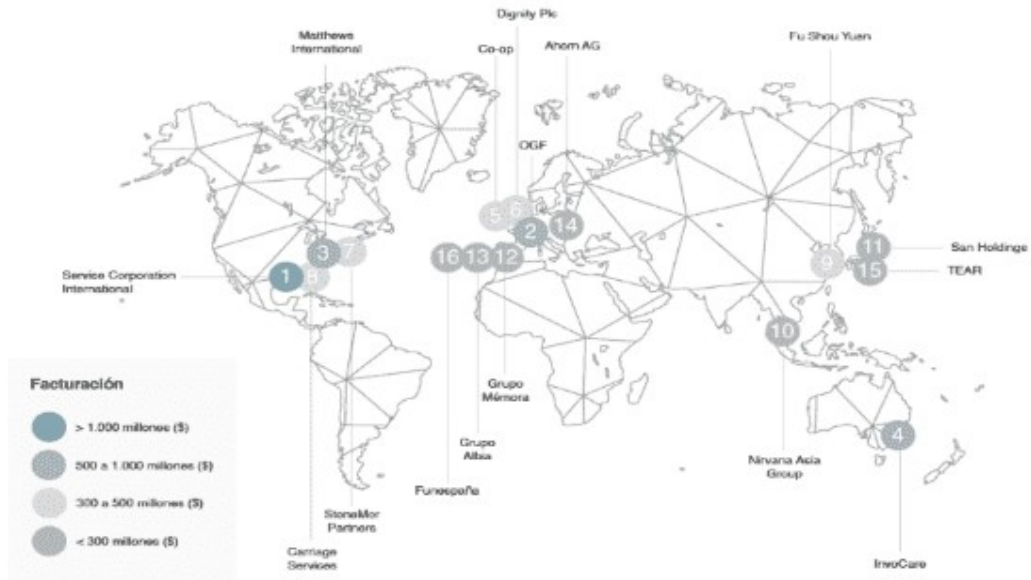 Dignity Plc
Matthews
International
Co-op
Ahorn AG
Fu Shou Yuen
OGF
5
6
2
14
3
7
16
13
12
11
San Holdings
9
15
TEAR
Service Corporation
International
1
8
10
Facturación
> 1.000 millones ($)
500 a 1.000 millones ($)
300 a 500 millones ($)
< 300 millones ($)
Grupo
Mémora
Grupo
Albia
Funespaña
StoneMor
Partners
Carriage
Services
4
Nirvana Asia
Group
InvoCare